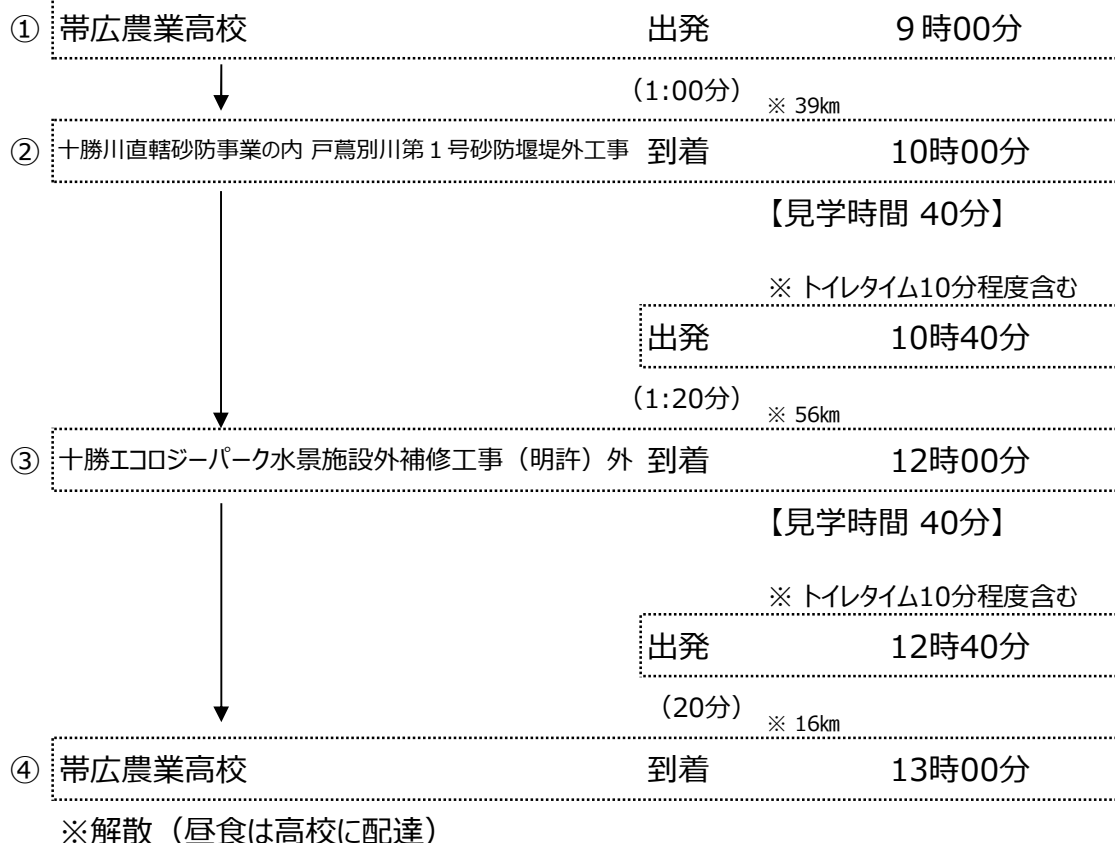 ① 帯広農業高校 出発 9時00分
(1:00分) ※ 39㎞
② 十勝川直轄砂防事業の内 戸蔦別川第1号砂防堰堤外工事 到着 10時00分
【見学時間 40分】
※ トイレタイム10分程度含む
出発 10時40分
(1:20分) ※ 56㎞
③ 十勝エコロジーパーク水景施設外補修工事(明許)外 到着 12時00分
【見学時間 40分】
※ トイレタイム10分程度含む
出発 12時40分
(20分) ※ 16㎞
④ 帯広農業高校 到着 13時00分
※解散(昼食は高校に配達)